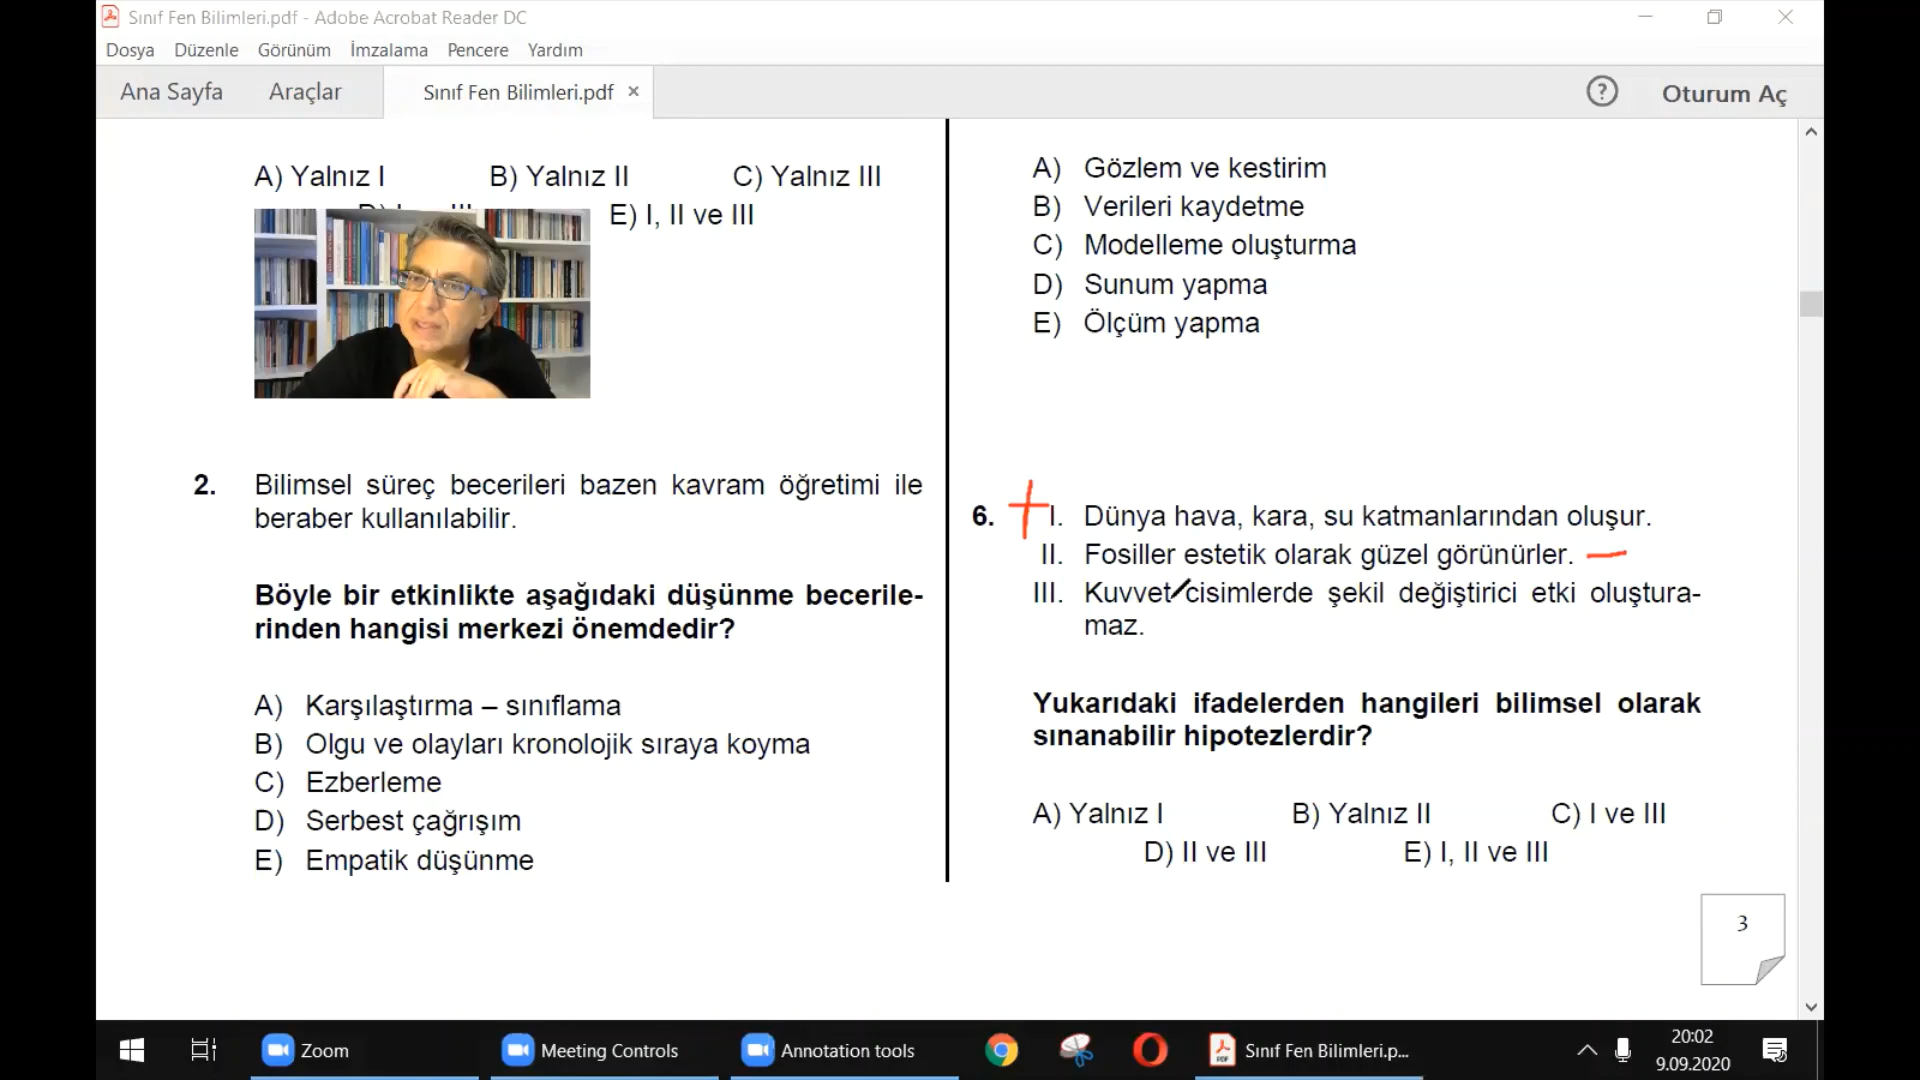 Sınıf Fen Bilimleri.pdf - Adobe Acrobat Reader DC
Dosya Düzenle Görünüm İmzalama Pencere Yardım
Ana Sayfa Araçlar Sınıf Fen Bilimleri.pdf × ? Oturum Aç
A) Yalnız I B) Yalnız II C) Yalnız III
E) I, II ve III
2. Bilimsel süreç becerileri bazen kavram öğretimi ile
beraber kullanılabilir.
Böyle bir etkinlikte aşağıdaki düşünme becerile-
rinden hangisi merkezi önemdedir?
A) Karşılaştırma – sınıflama
B) Olgu ve olayları kronolojik sıraya koyma
C) Ezberleme
D) Serbest çağrışım
E) Empatik düşünme
A) Gözlem ve kestirim
B) Verileri kaydetme
C) Modelleme oluşturma
D) Sunum yapma
E) Ölçüm yapma
6. I. Dünya hava, kara, su katmanlarından oluşur.
II. Fosiller estetik olarak güzel görünürler.
III. Kuvvet cisimlerde şekil değiştirici etki oluştura-
maz.
Yukarıdaki ifadelerden hangileri bilimsel olarak
sınanabilir hipotezlerdir?
A) Yalnız I B) Yalnız II C) I ve III
D) II ve III E) I, II ve III
3
Zoom Meeting Controls Annotation tools Sınıf Fen Bilimleri.p... 20:02
9.09.2020